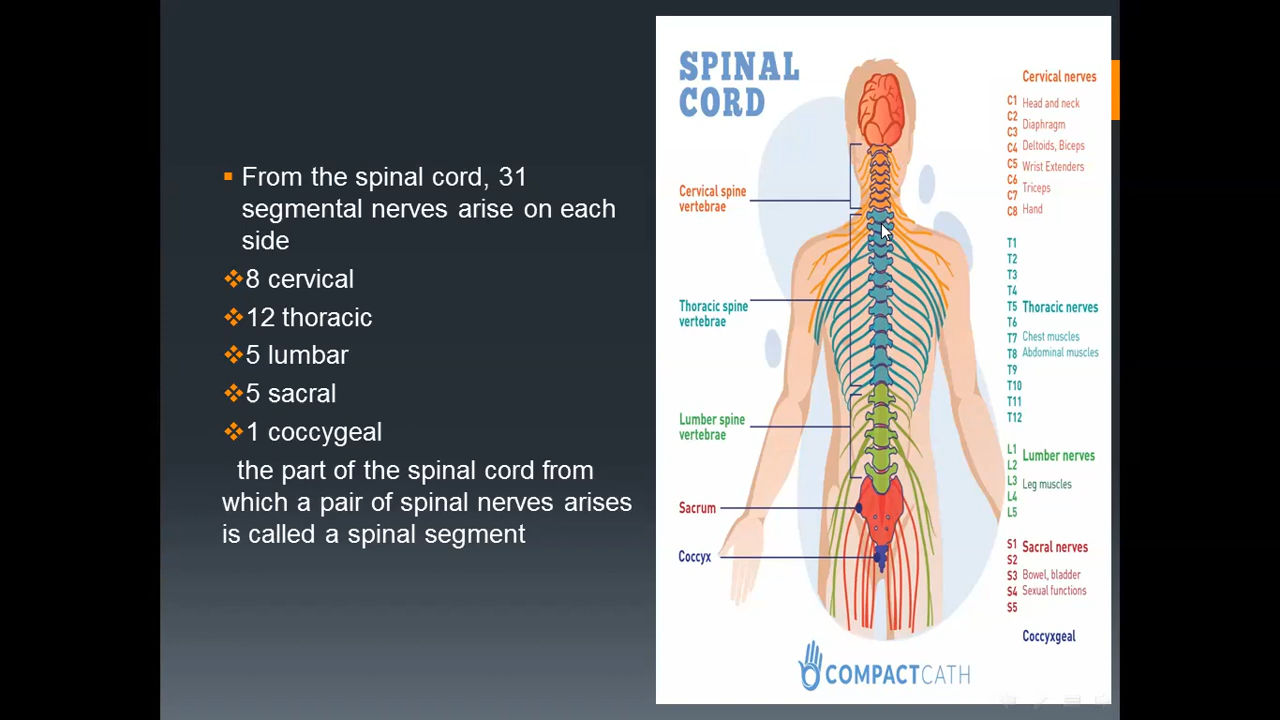 From the spinal cord, 31
segmental nerves arise on each
side
8 cervical
12 thoracic
5 lumbar
5 sacral
1 coccygeal
the part of the spinal cord from
which a pair of spinal nerves arises
is called a spinal segment
SPINAL
CORD
Cervical spine
vertebrae
Thoracic spine
vertebrae
Lumber spine
vertebrae
Sacrum
Coccyx
Cervical nerves
C1 Head and neck
C2
Diaphragm
C3
C4 Deltoids, Biceps
C5 Wrist Extenders
C6
Triceps
C7
C8 Hand
T1
T2
T3
T4
T5 Thoracic nerves
T6
T7 Chest muscles
T8 Abdominal muscles
T9
T10
T11
T12
L1
Lumber nerves
L2
L3 Leg muscles
L4
L5
S1 Sacral nerves
S2
S3 Bowel, bladder
S4 Sexual functions
S5
Coccyxgeal
COMPACTCATH